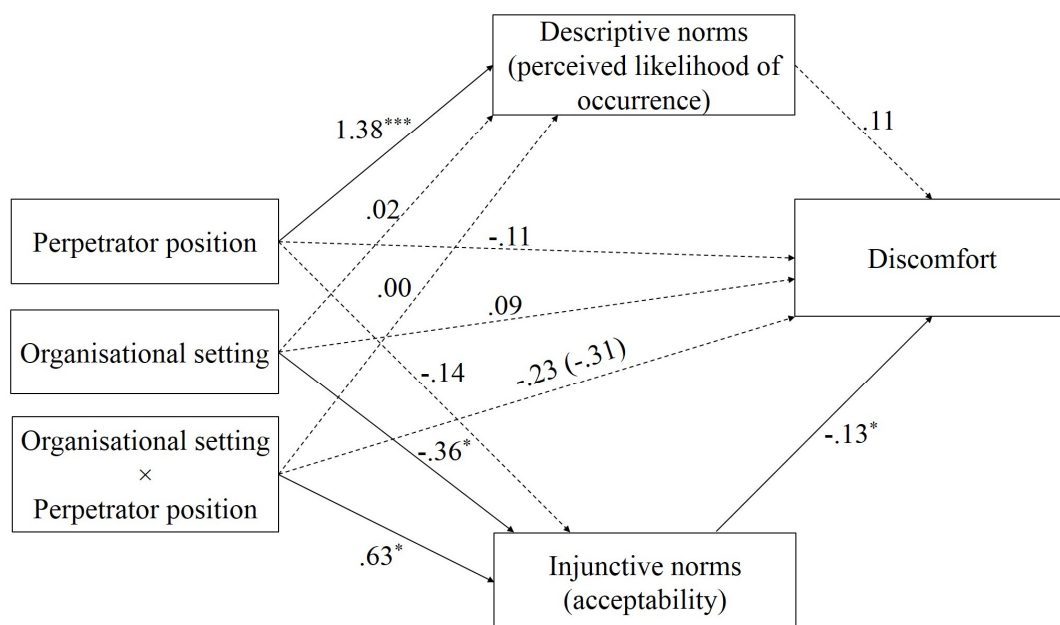 Descriptive norms
(perceived likelihood of
occurrence)
1.38***
.11
.02
Perpetrator position
-.11
Discomfort
.00
.09
Organisational setting
-.14
-.23 (-.31)
Organisational setting
×
Perpetrator position
-.36*
-.13*
.63*
Injunctive norms
(acceptability)